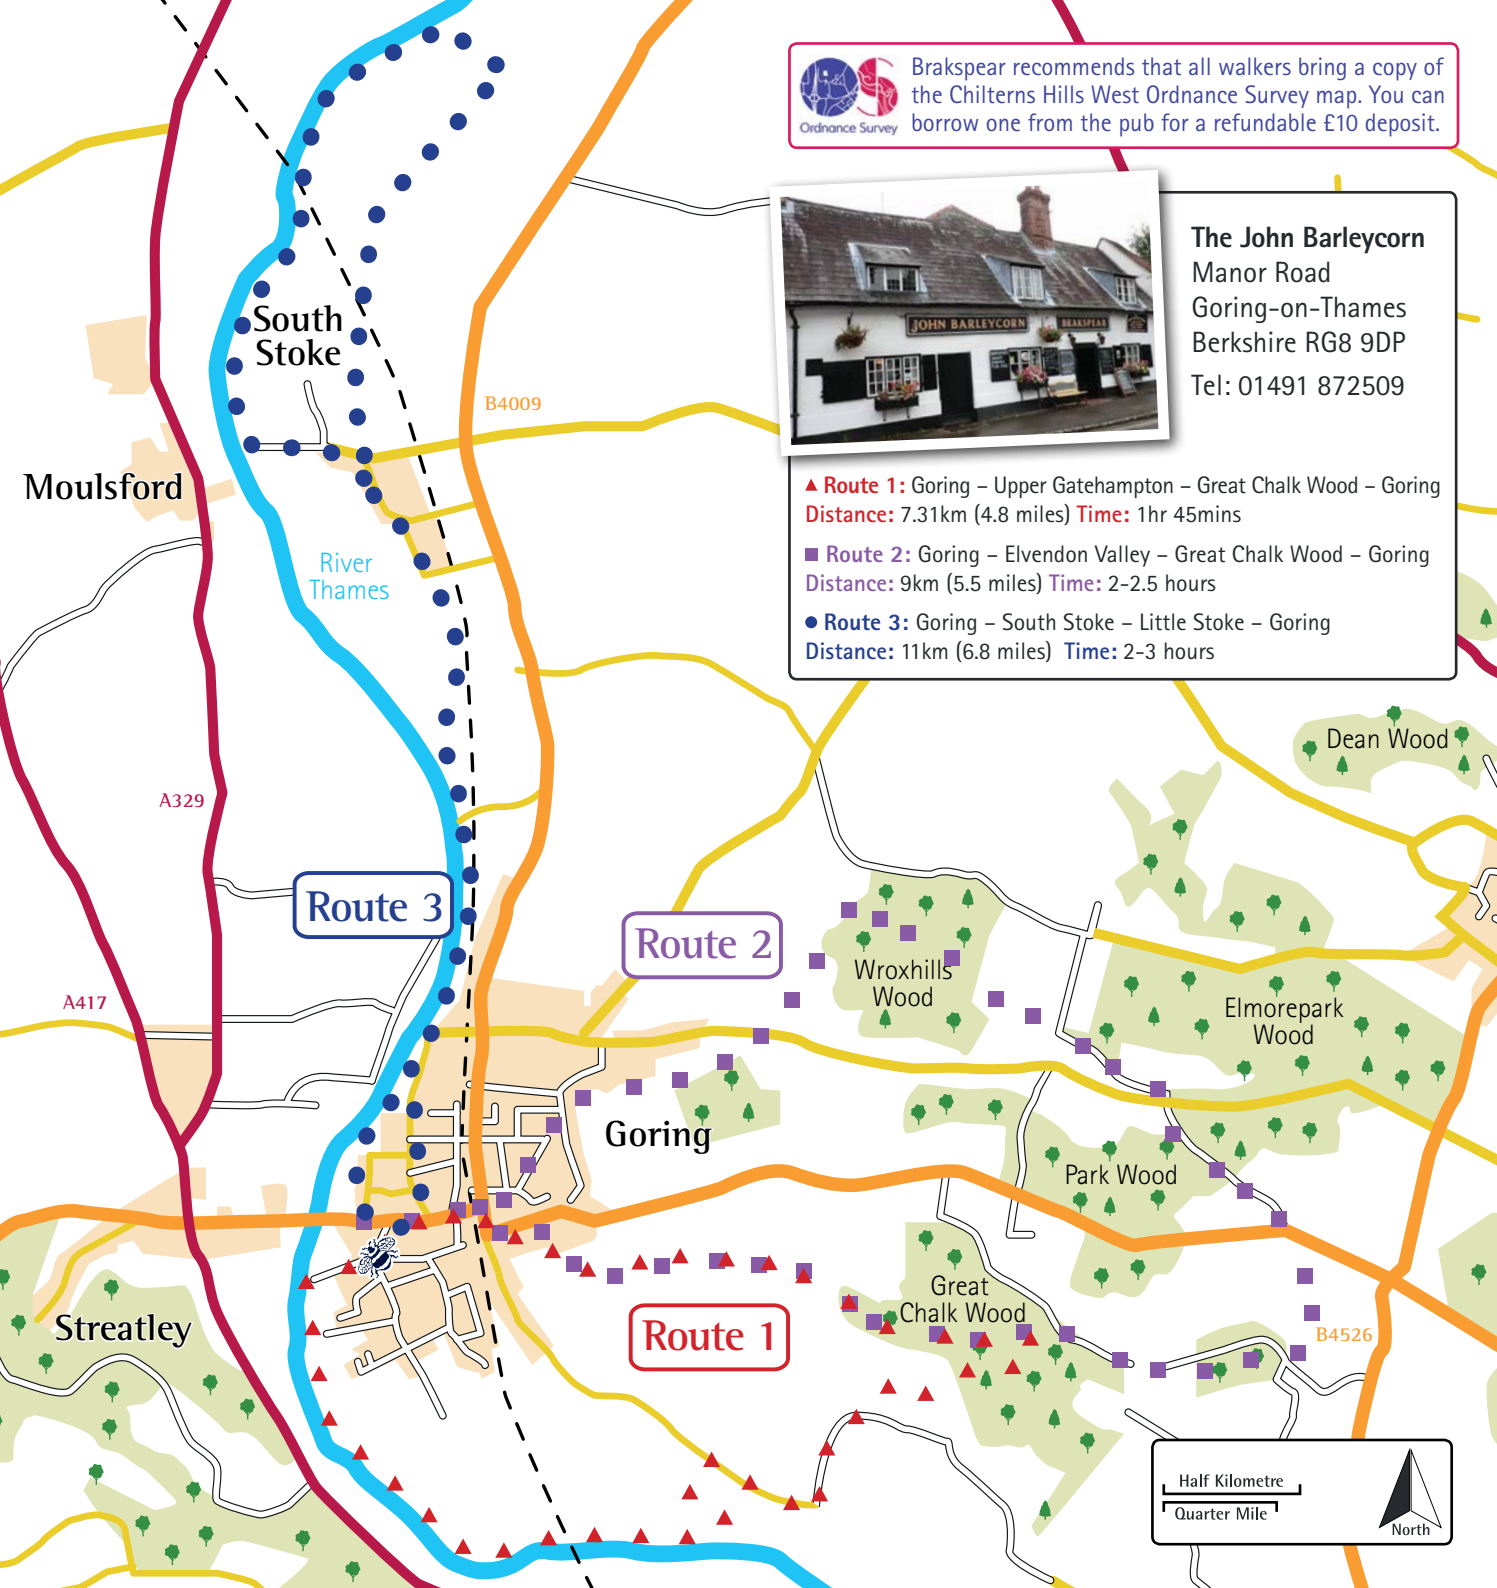 Brakspear recommends that all walkers bring a copy of
the Chilterns Hills West Ordnance Survey map. You can
borrow one from the pub for a refundable £10 deposit.
Ordnance Survey
The John Barleycorn
Manor Road
Goring-on-Thames
Berkshire RG8 9DP
Tel: 01491 872509
JOHN BARLEYCORN
BRAKSPEAR
Route 1: Goring – Upper Gatehampton – Great Chalk Wood – Goring
Distance: 7.31km (4.8 miles) Time: 1hr 45mins
Route 2: Goring – Elvendon Valley – Great Chalk Wood – Goring
Distance: 9km (5.5 miles) Time: 2-2.5 hours
Route 3: Goring – South Stoke – Little Stoke – Goring
Distance: 11km (6.8 miles) Time: 2-3 hours
South
Stoke
B4009
Moulsford
River
Thames
Dean Wood
A329
Route 3
Route 2
Wroxhills
Wood
A417
Elmorepark
Wood
Goring
Park Wood
Great
Chalk Wood
Streatley
Route 1
B4526
Half Kilometre
Quarter Mile
North